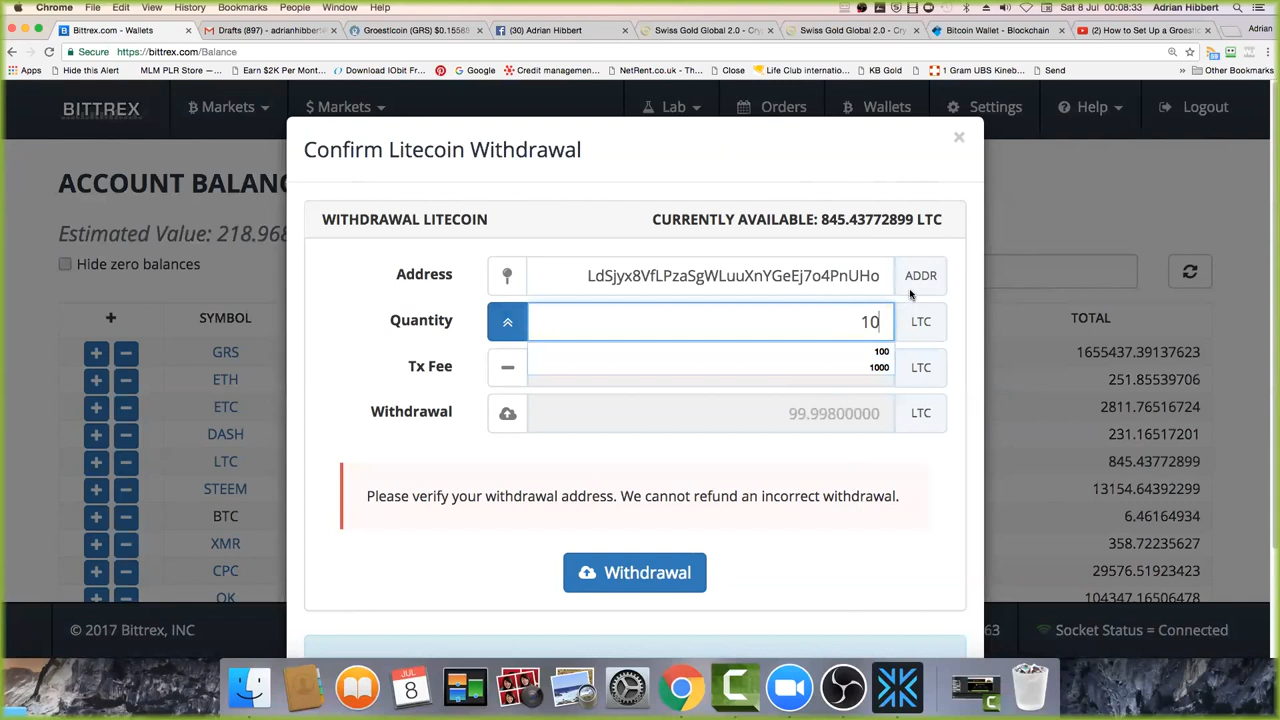 Chrome File Edit View History Bookmarks People Window Help Sat 8 Jul 00:08:33 Adrian Hibbert
Bittrex.com - Wallets
Drafts (897) - adrianhibbert
Groestlcoin (GRS) $0.15565
(30) Adrian Hibbert
Swiss Gold Global 2.0 - Cry
Swiss Gold Global 2.0 - Cry
Bitcoin Wallet - Blockchain
(2) How to Set Up a Groest
Adrian
Secure https://bittrex.com/Balance
Apps Hide this Alert MLM PLR Store — Earn $2K Per Mont... Download IObit Fr... Google Credit managemen... NetRent.co.uk - Th... Close Life Club internatio... KB Gold 1 Gram UBS Kineb... Send » Other Bookmarks
BITTREX Markets $ Markets Lab Orders Wallets Settings Help Logout
Confirm Litecoin Withdrawal ×
ACCOUNT BALANC
WITHDRAWAL LITECOIN CURRENTLY AVAILABLE: 845.43772899 LTC
Estimated Value: 218.968
Hide zero balances
Address LdSjyx8VfLPzaSgWLuuXnYGeEj7o4PnUHo ADDR
Quantity 10 LTC
100
1000
Tx Fee LTC
Withdrawal 99.99800000 LTC
Please verify your withdrawal address. We cannot refund an incorrect withdrawal.
Withdrawal
+ SYMBOL TOTAL
GRS 1655437.39137623
ETH 251.85539706
ETC 2811.76516724
DASH 231.16517201
LTC 845.43772899
STEEM 13154.64392299
BTC 6.46164934
XMR 358.72235627
CPC 29576.51923423
OK 104347.16506478
© 2017 Bittrex, INC 63 Socket Status = Connected
JUL
8